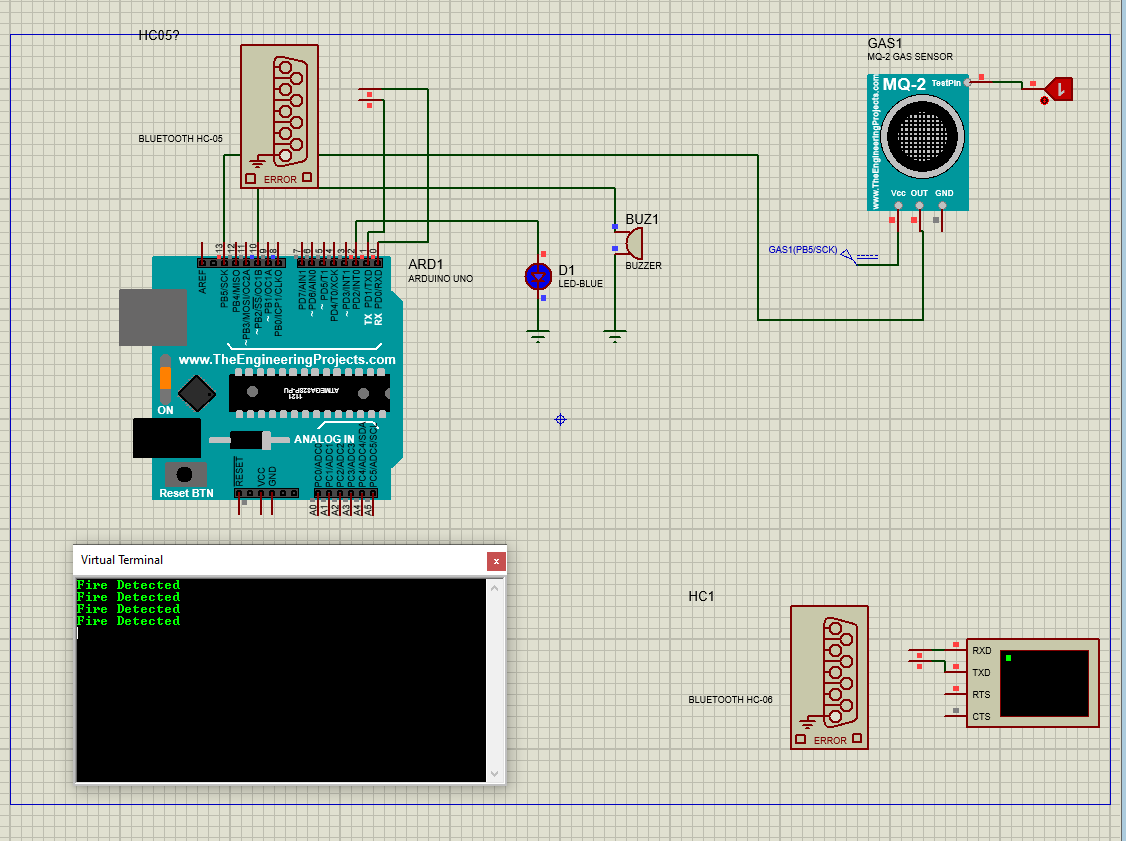 HC05?
BLUETOOTH HC-05
ERROR
GAS1
MQ-2 GAS SENSOR
MQ-2 TestPin
1
www.TheEngineeringProjects.com
Vcc OUT GND
GAS1(PB5/SCK)
BUZ1
BUZZER
D1
LED-BLUE
ARD1
ARDUINO UNO
13
12
11
10
9
8
7
6
5
4
3
2
1
0
AREF
PB5/SCK
PB4/MISO
~ PB3/MOSI/OC2A
~ PB2/SS/OC1B
~ PB1/OC1A
PB0/ICP1/CLKO
PD7/AIN1
~ PD6/AIN0
~ PD5/T1
PD4/T0/XCK
~ PD3/INT1
PD2/INT0
TX PD1/TXD
RX PD0/RXD
www.TheEngineeringProjects.com
ATMEGA328P-PU
1121
ON
ANALOG IN
Reset BTN
RESET
VCC
GND
PC0/ADC0
PC1/ADC1
PC2/ADC2
PC3/ADC3
PC4/ADC4/SDA
PC5/ADC5/SCL
A0
A1
A2
A3
A4
A5
Virtual Terminal
x
Fire Detected
Fire Detected
Fire Detected
Fire Detected
HC1
BLUETOOTH HC-06
ERROR
RXD
TXD
RTS
CTS